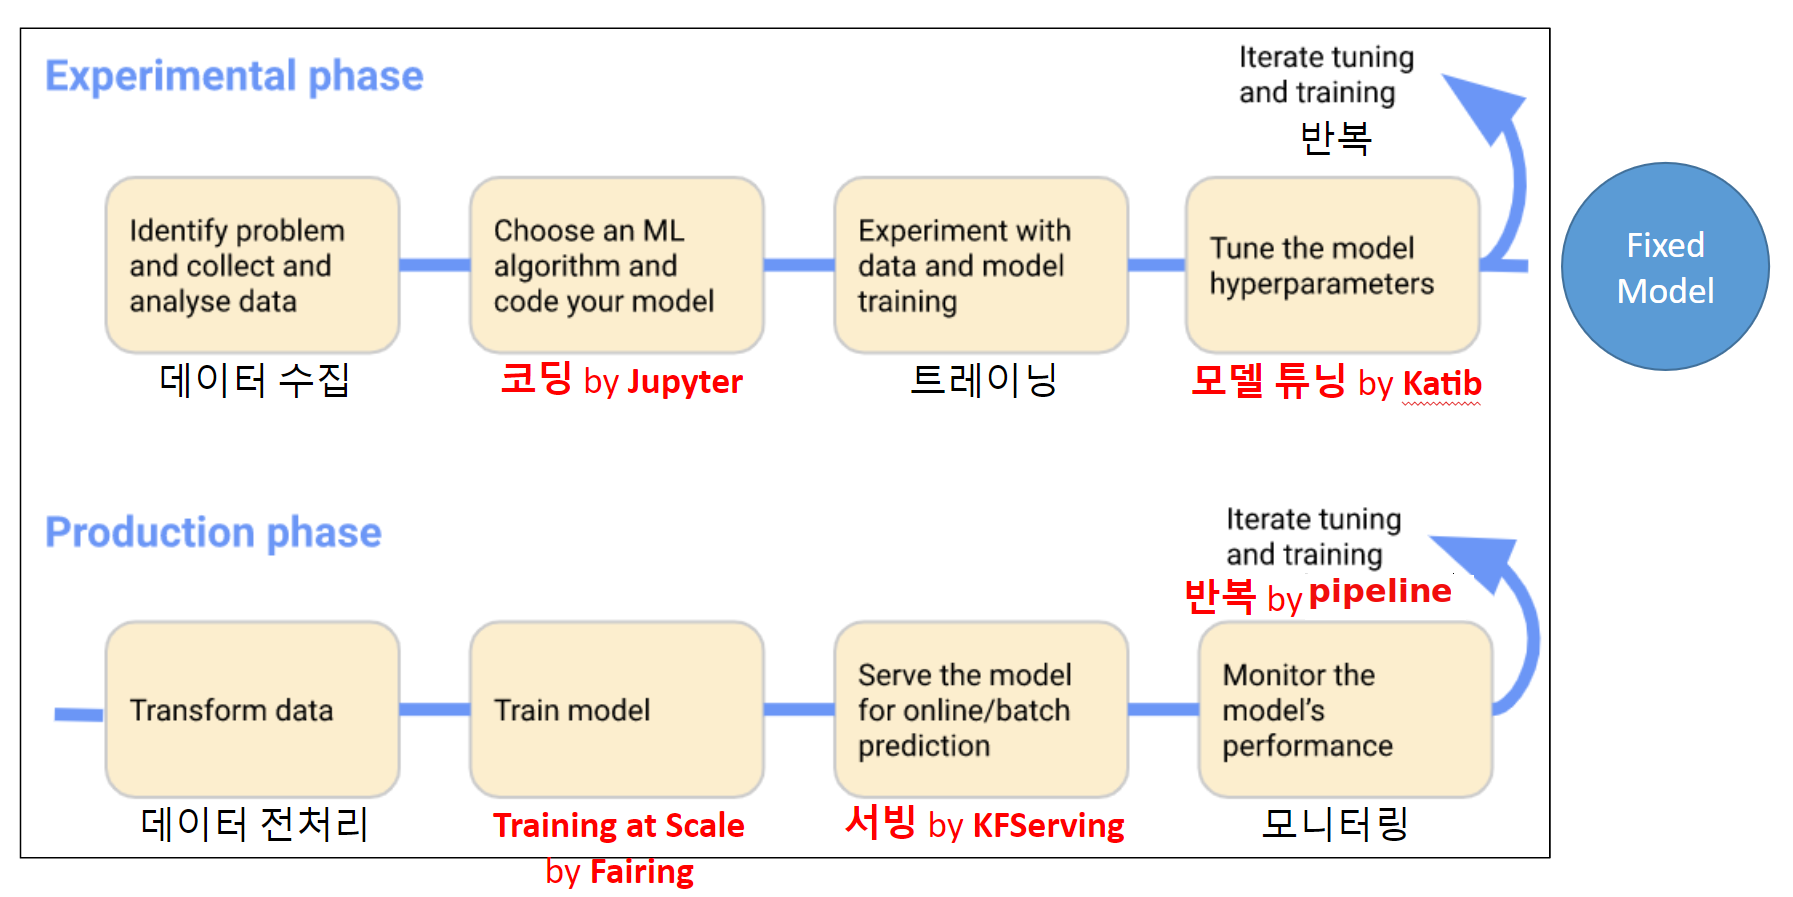 Experimental phase
Iterate tuning
and training
반복
Identify problem
and collect and
analyse data
데이터 수집
Choose an ML
algorithm and
code your model
코딩 by Jupyter
Experiment with
data and model
training
트레이닝
Tune the model
hyperparameters
모델 튜닝 by Katib
Fixed
Model
Production phase
Iterate tuning
and training
반복 by pipeline
Transform data
데이터 전처리
Train model
Training at Scale
by Fairing
Serve the model
for online/batch
prediction
서빙 by KFServing
Monitor the
model's
performance
모니터링